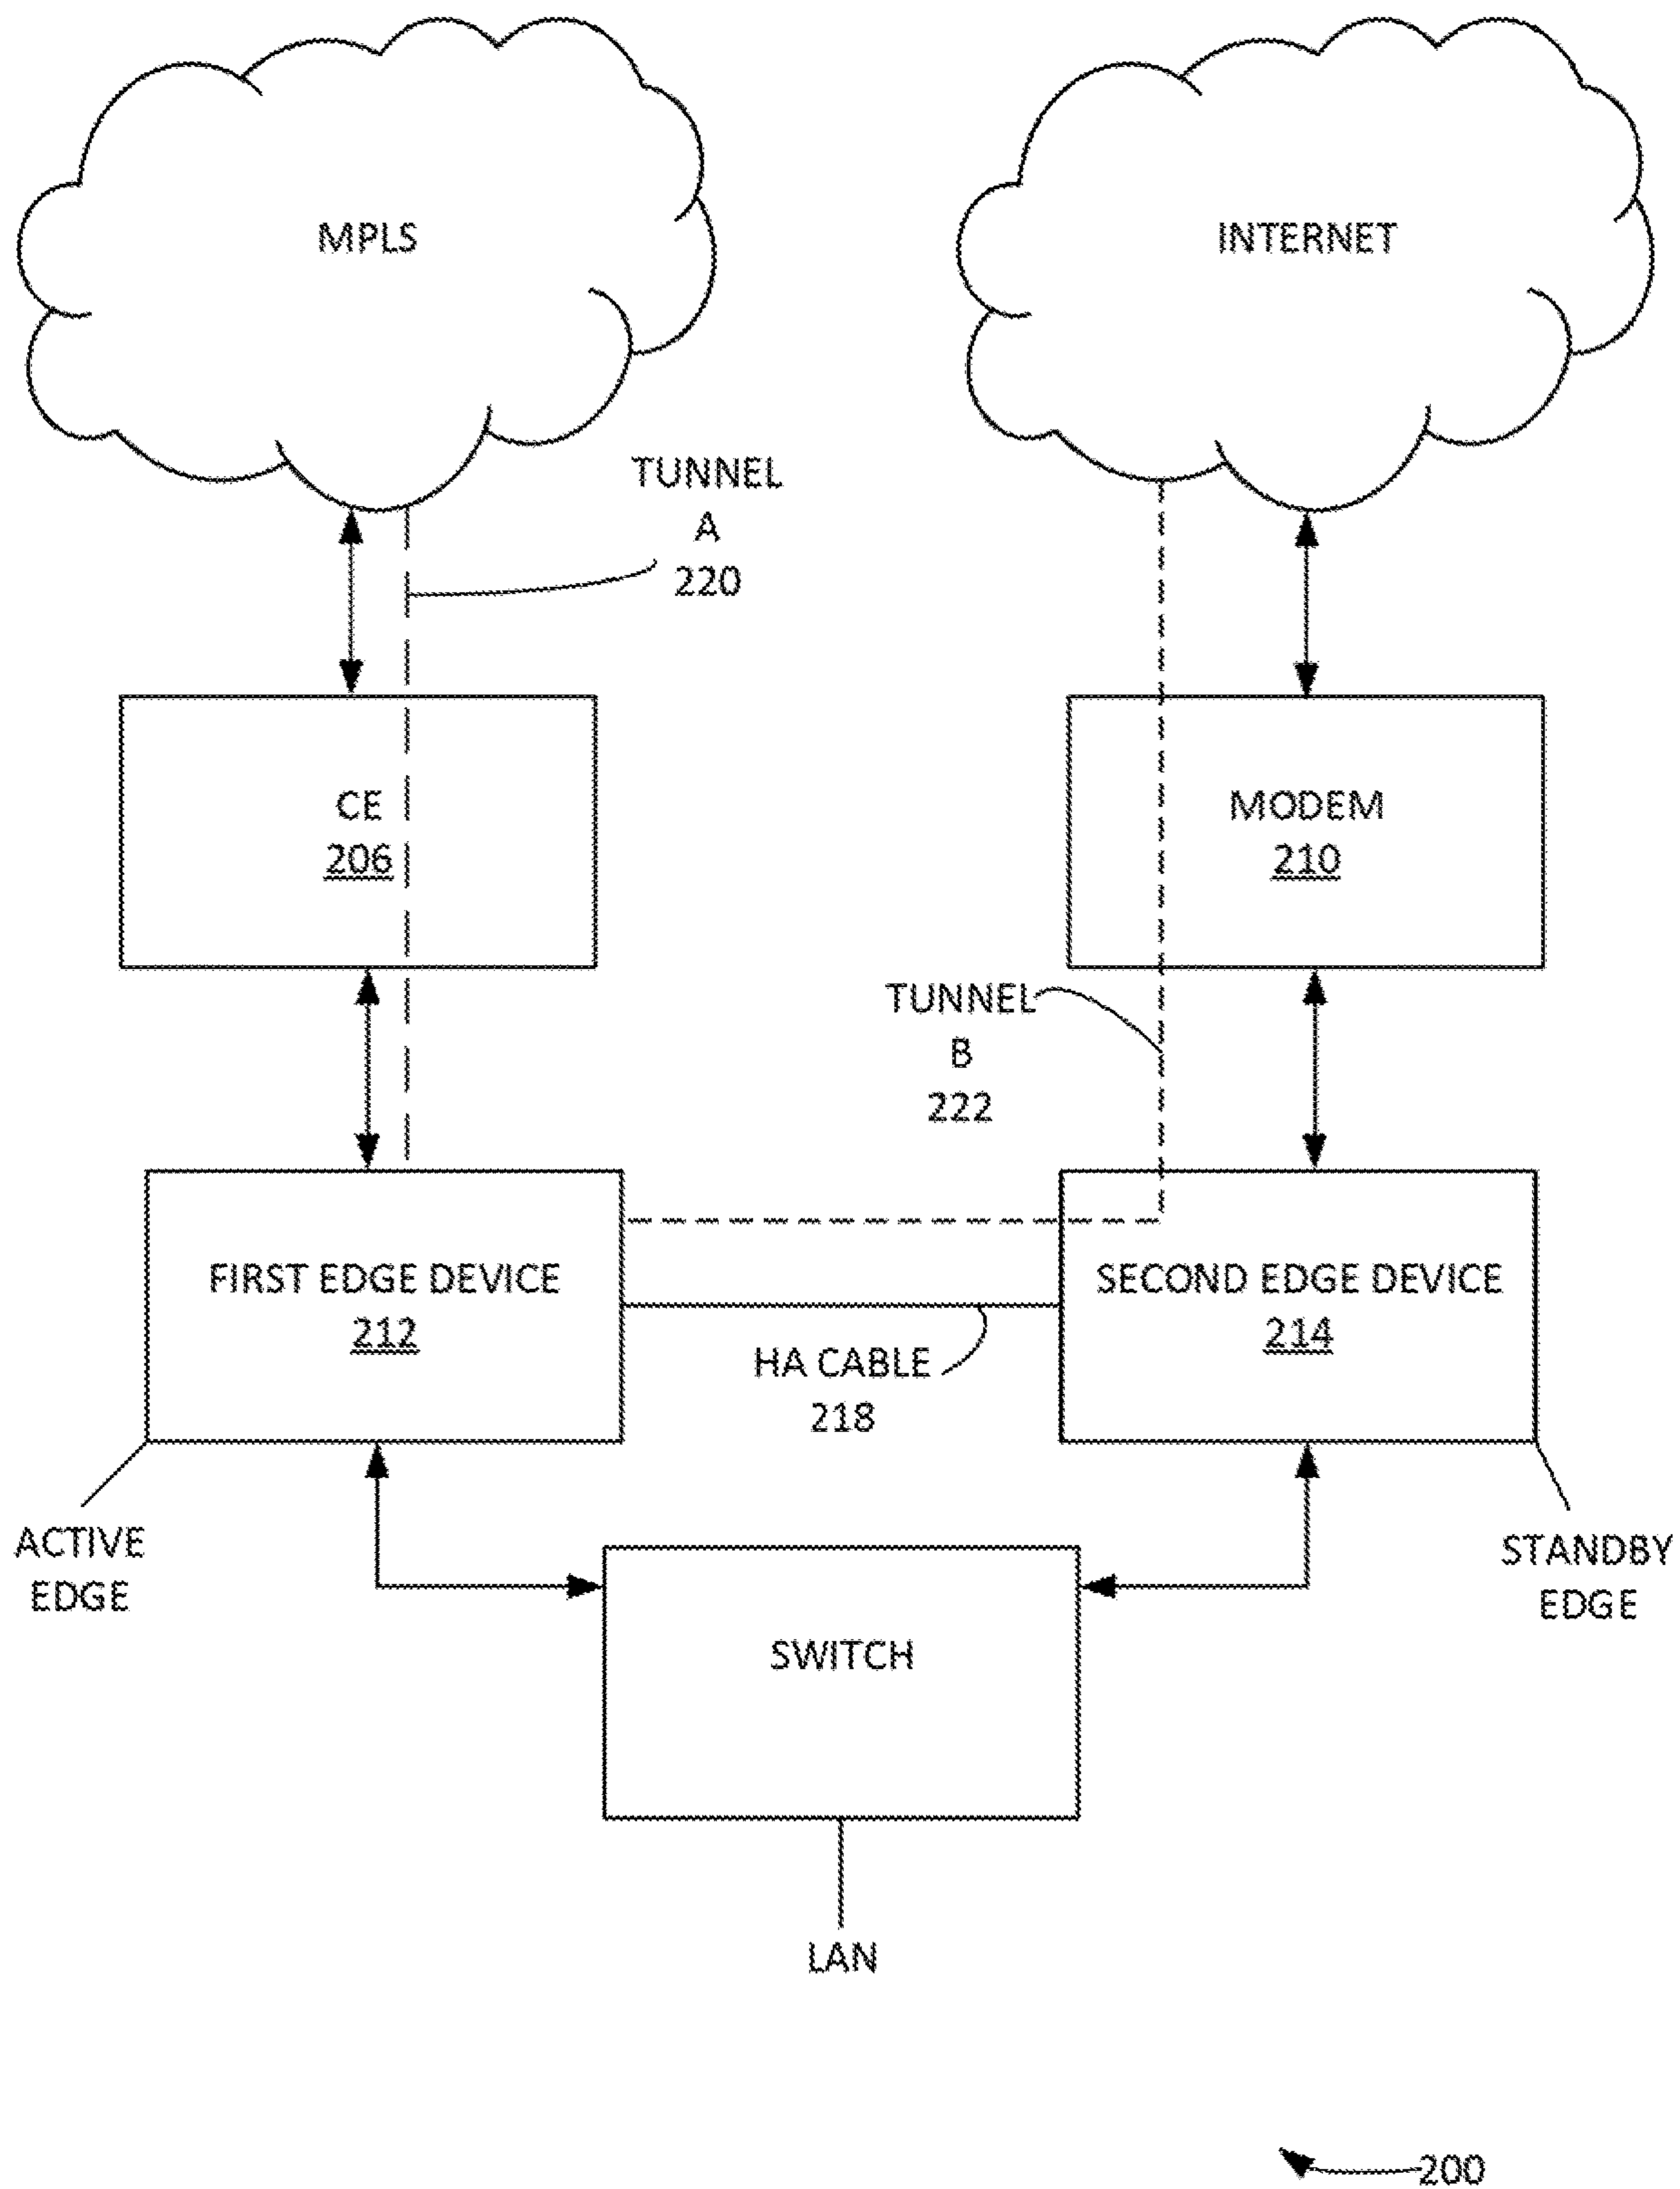 MPLS
INTERNET
TUNNEL
A
220
CE
206
MODEM
210
TUNNEL
B
222
FIRST EDGE DEVICE
212
SECOND EDGE DEVICE
214
HA CABLE
218
ACTIVE
EDGE
STANDBY
EDGE
SWITCH
LAN
200